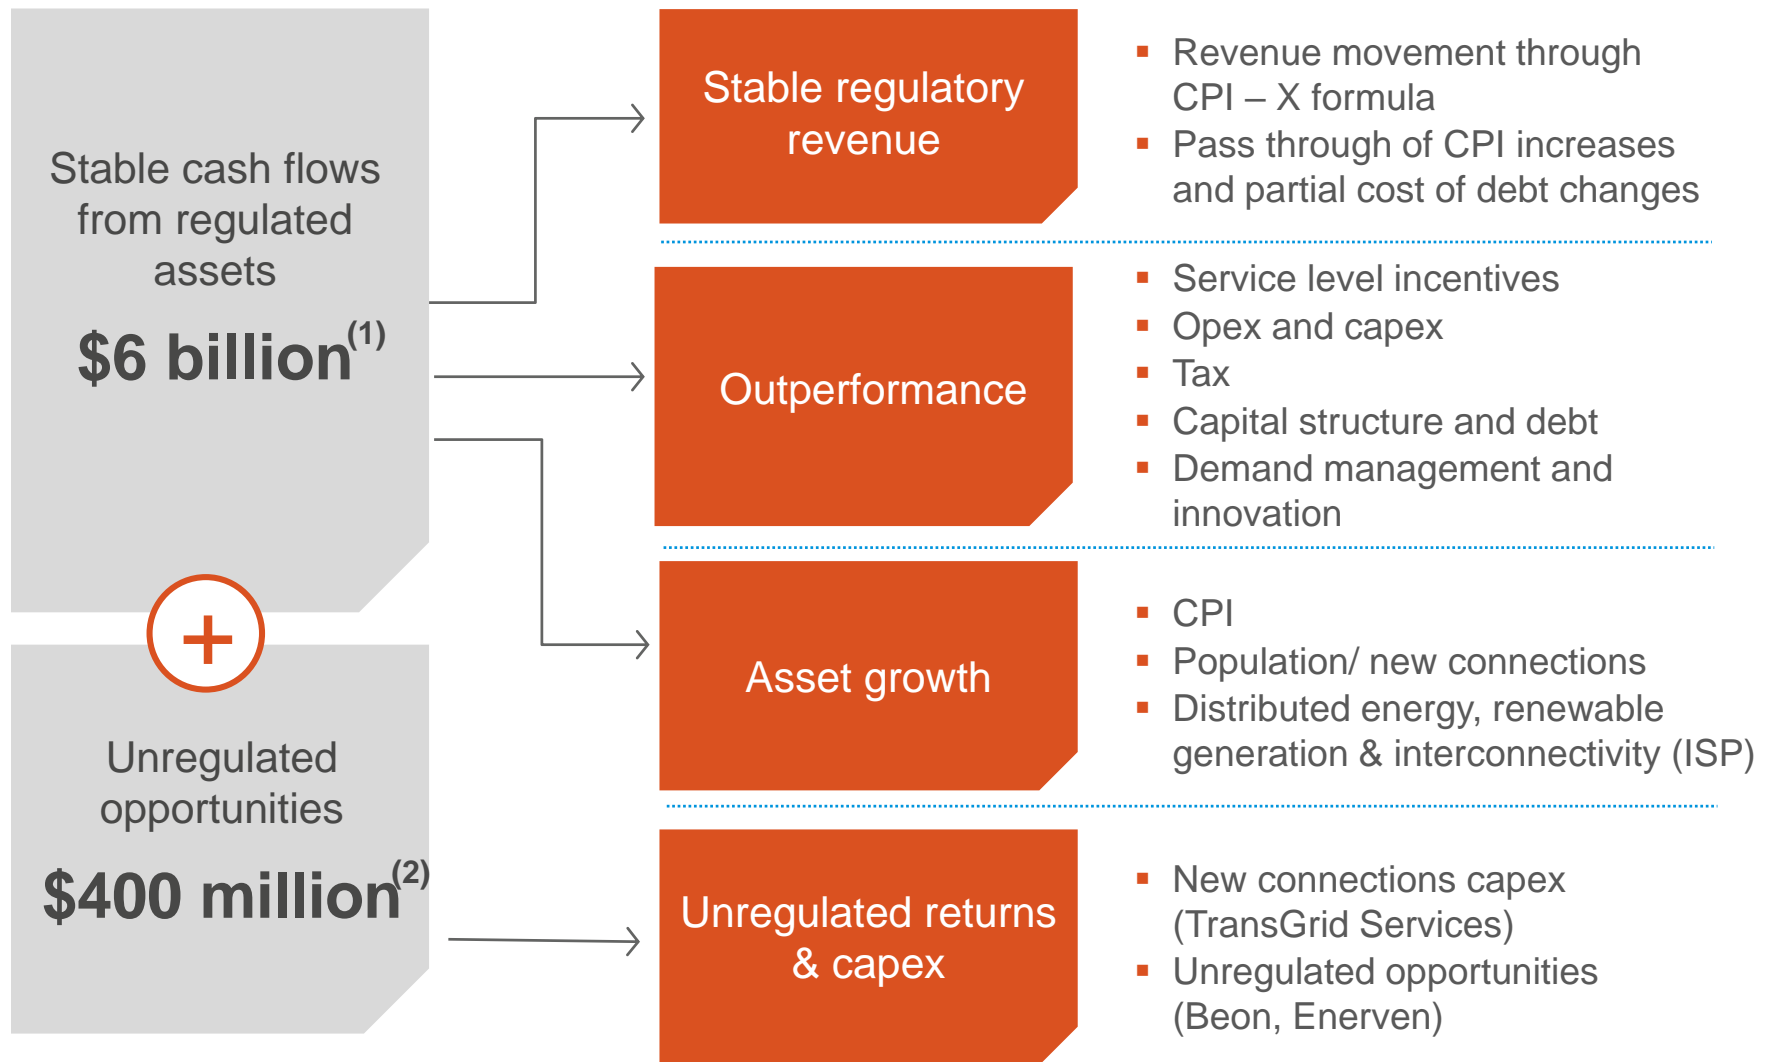 Stable cash flows
from regulated
assets
$6 billion(1)
+
Unregulated
opportunities
$400 million(2)
Stable regulatory
revenue
▪ Revenue movement through
CPI – X formula
▪ Pass through of CPI increases
and partial cost of debt changes
Outperformance
▪ Service level incentives
▪ Opex and capex
▪ Tax
▪ Capital structure and debt
▪ Demand management and
innovation
Asset growth
▪ CPI
▪ Population/ new connections
▪ Distributed energy, renewable
generation & interconnectivity (ISP)
Unregulated returns
& capex
▪ New connections capex
(TransGrid Services)
▪ Unregulated opportunities
(Beon, Enerven)